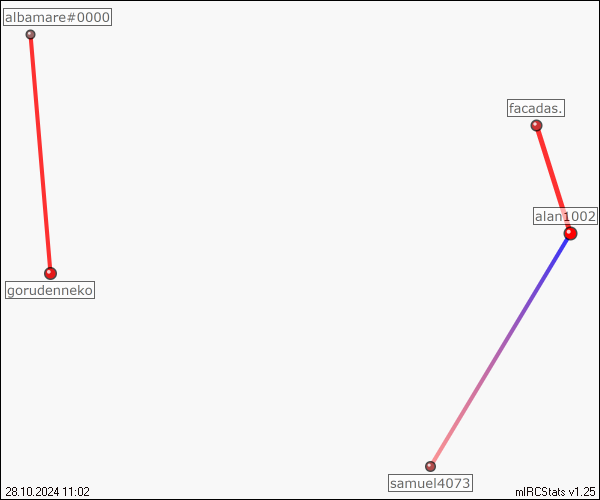 albamare#0000
facadas.
alan1002
gorudenneko
samuel4073
28.10.2024 11:02
mIRCStats v1.25